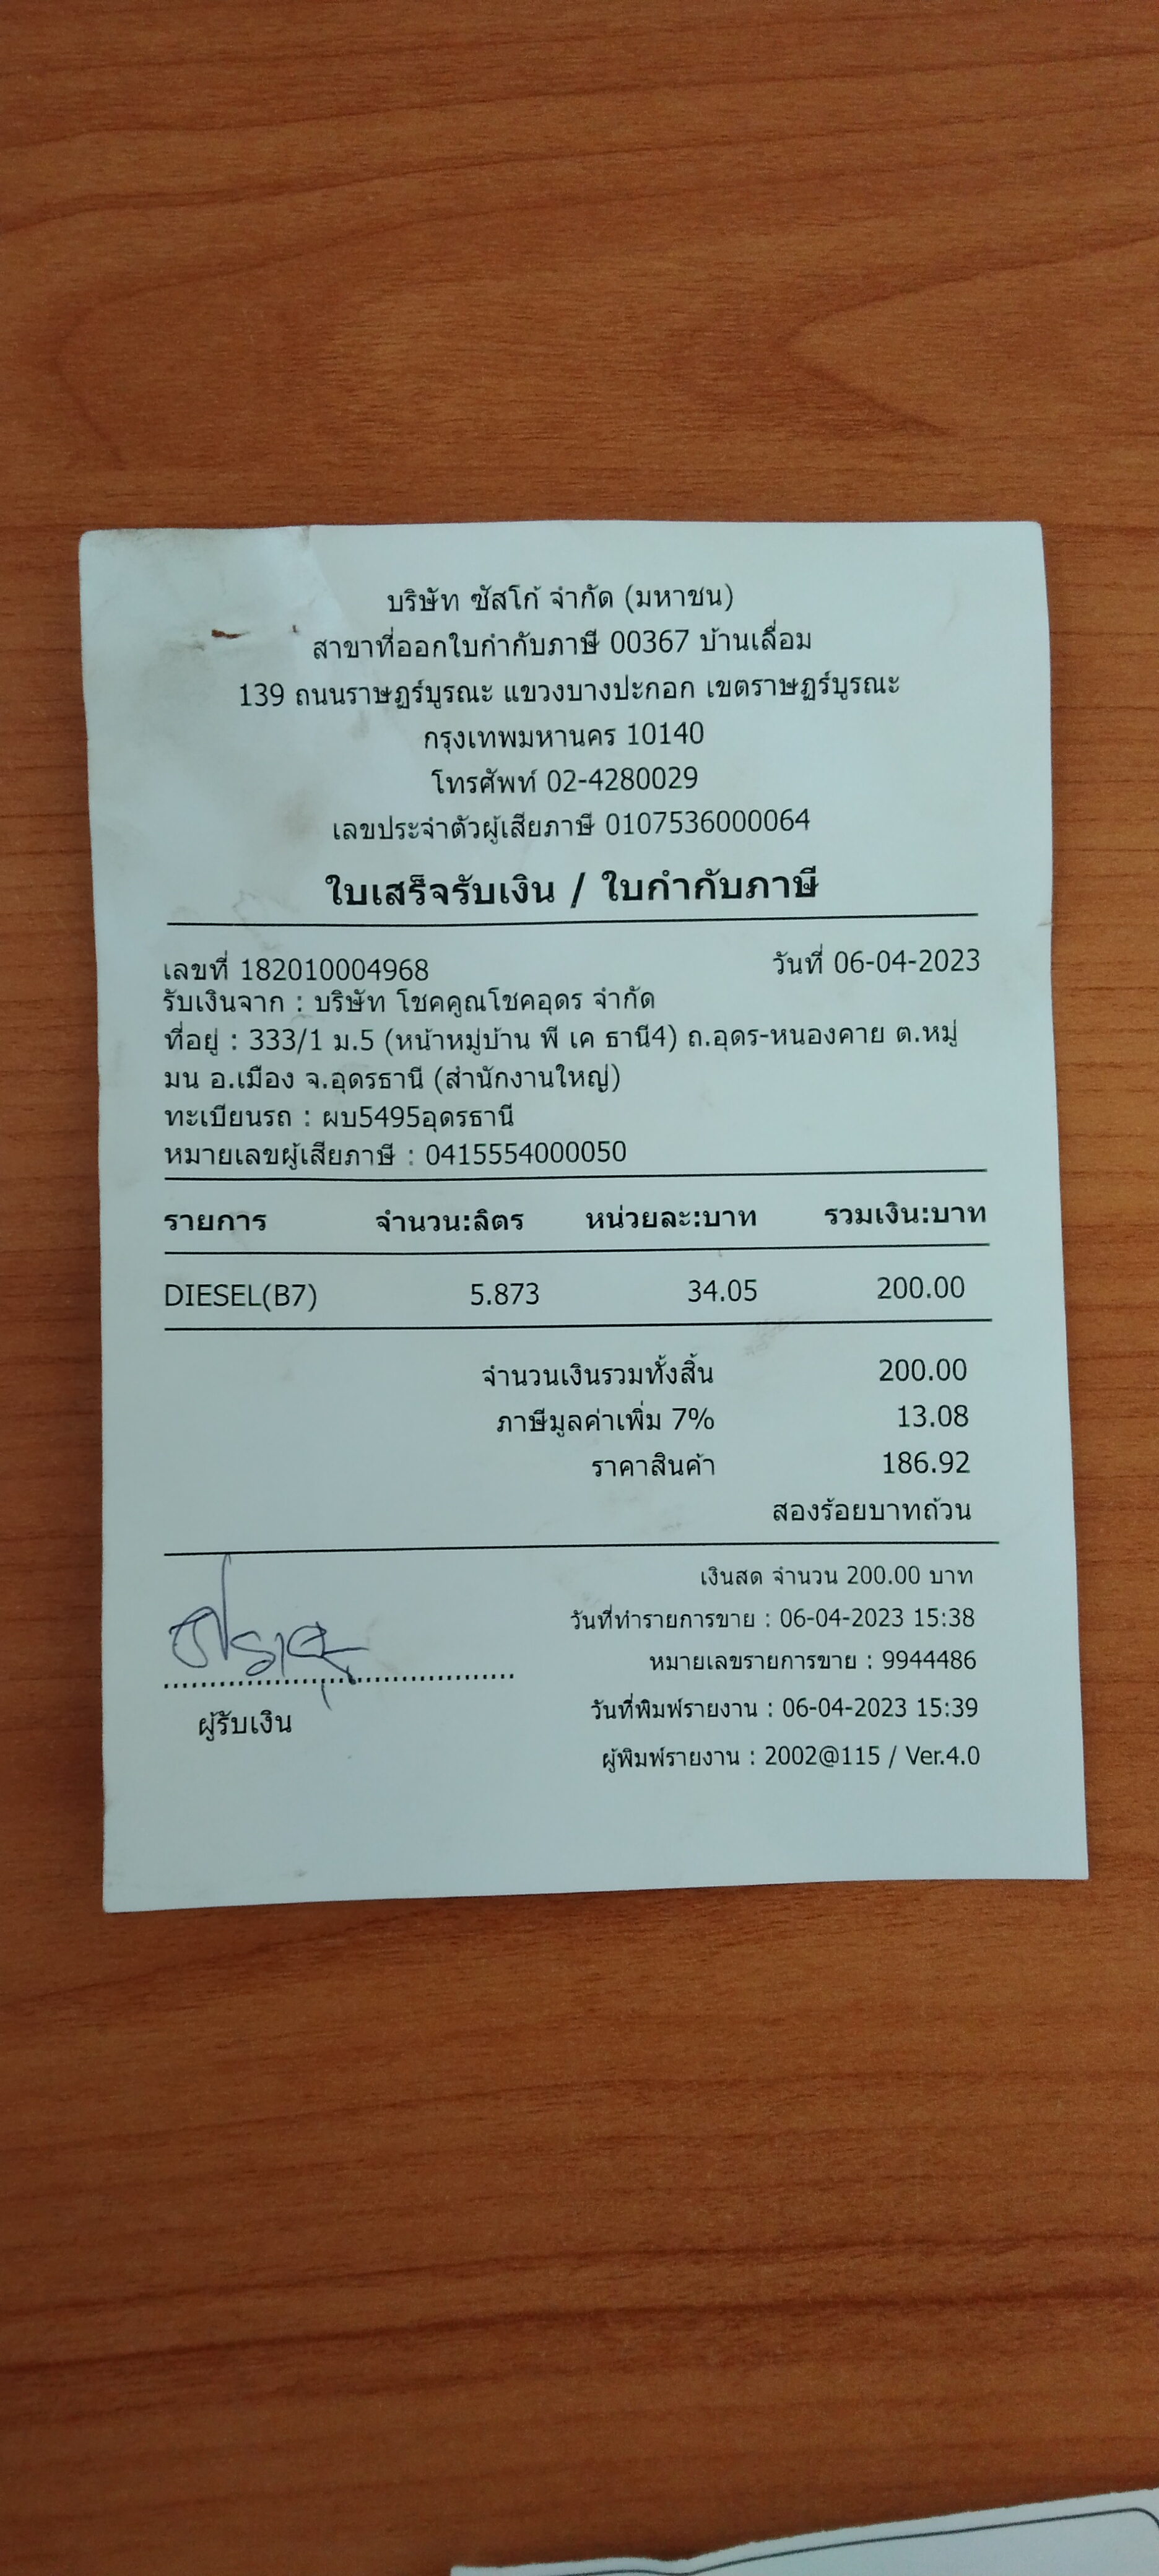 บริษัท ซัสโก้ จำกัด (มหาชน)
สาขาที่ออกใบกำกับภาษี 00367 บ้านเลื่อม
139 ถนนราษฎร์บูรณะ แขวงบางปะกอก เขตราษฎร์บูรณะ
กรุงเทพมหานคร 10140
โทรศัพท์ 02-4280029
เลขประจำตัวผู้เสียภาษี 0107536000064
ใบเสร็จรับเงิน / ใบกำกับภาษี
เลขที่ 182010004968 วันที่ 06-04-2023
รับเงินจาก : บริษัท โชคคูณโชคอุดร จำกัด
ที่อยู่ : 333/1 ม.5 (หน้าหมู่บ้าน พี เค ธานี4) ถ.อุดร-หนองคาย ต.หมู่
มน อ.เมือง จ.อุดรธานี (สำนักงานใหญ่)
ทะเบียนรถ : ผบ5495อุดรธานี
หมายเลขผู้เสียภาษี : 0415554000050
รายการ จำนวน:ลิตร หน่วยละ:บาท รวมเงิน:บาท
DIESEL(B7) 5.873 34.05 200.00
จำนวนเงินรวมทั้งสิ้น 200.00
ภาษีมูลค่าเพิ่ม 7% 13.08
ราคาสินค้า 186.92
สองร้อยบาทถ้วน
เงินสด จำนวน 200.00 บาท
วันที่ทำรายการขาย : 06-04-2023 15:38
หมายเลขรายการขาย : 9944486
วันที่พิมพ์รายงาน : 06-04-2023 15:39
ผู้พิมพ์รายงาน : 2002@115 / Ver.4.0
ผู้รับเงิน